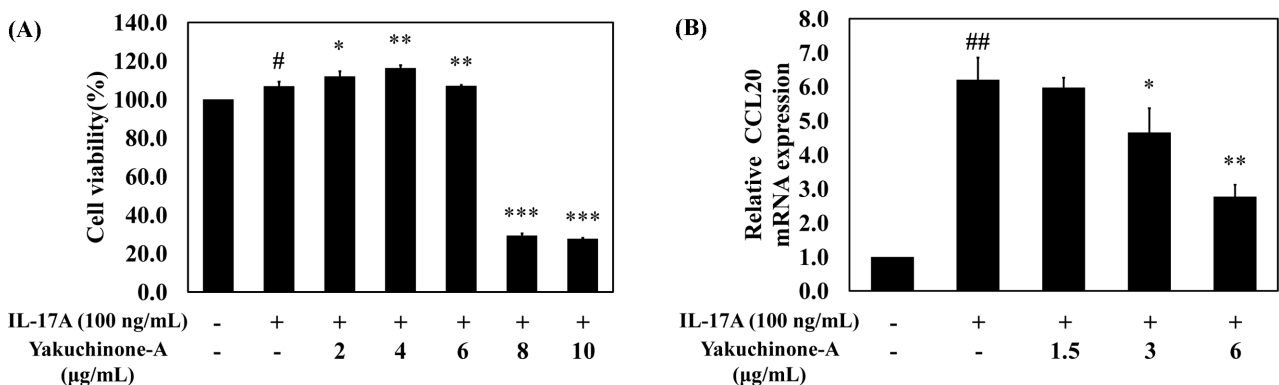 (A)
Cell viability(%)
140.0
120.0
100.0
80.0
60.0
40.0
20.0
0.0
# * ** ** *** ***
IL-17A (100 ng/mL) - + + + + + +
Yakuchinone-A - - 2 4 6 8 10
(μg/mL)
(B)
Relative CCL20
mRNA expression
8.0
7.0
6.0
5.0
4.0
3.0
2.0
1.0
0.0
## * **
IL-17A (100 ng/mL) - + + + +
Yakuchinone-A - - 1.5 3 6
(μg/mL)